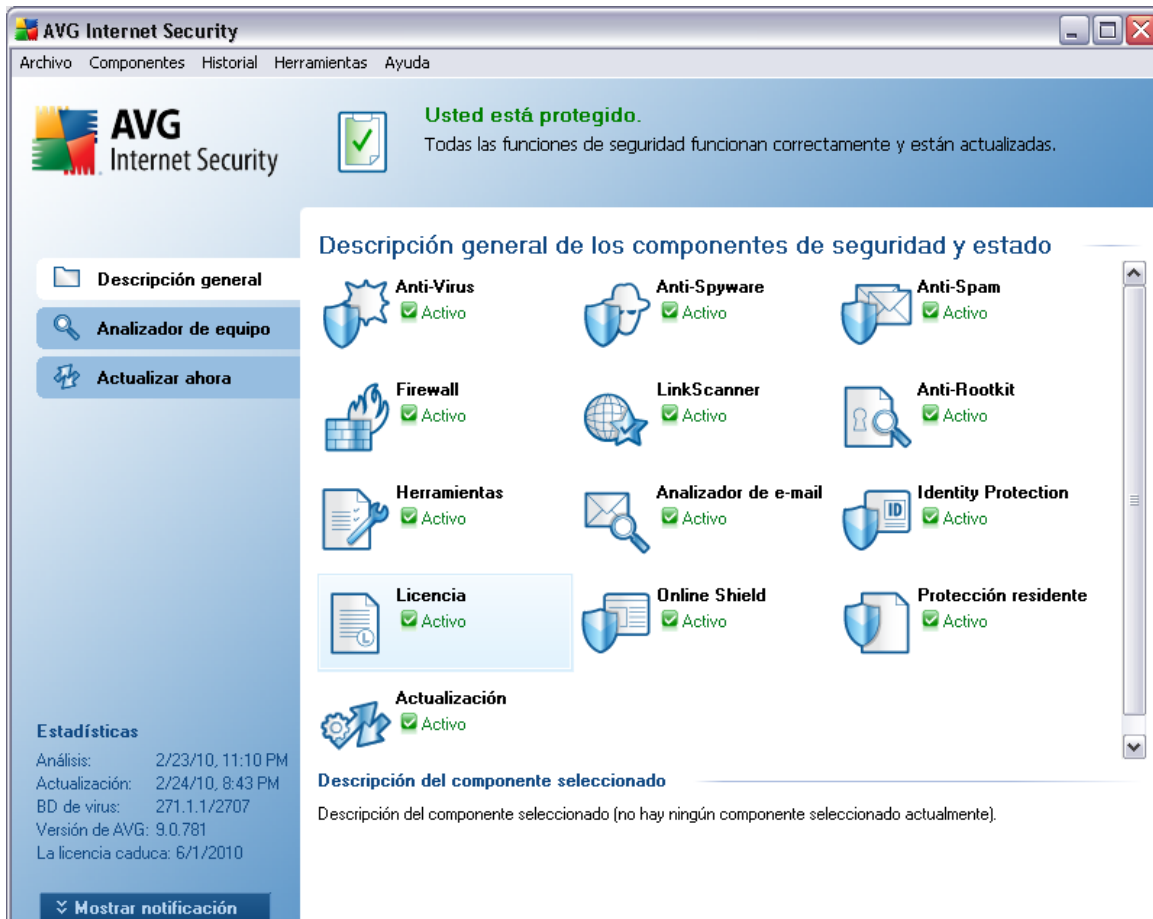 AVG Internet Security
Archivo Componentes Historial Herramientas Ayuda
AVG
Internet Security
Usted está protegido.
Todas las funciones de seguridad funcionan correctamente y están actualizadas.
Descripción general
Analizador de equipo
Actualizar ahora
Descripción general de los componentes de seguridad y estado
Anti-Virus
Activo
Anti-Spyware
Activo
Anti-Spam
Activo
Firewall
Activo
LinkScanner
Activo
Anti-Rootkit
Activo
Herramientas
Activo
Analizador de e-mail
Activo
ID
Identity Protection
Activo
L
Licencia
Activo
Online Shield
Activo
Protección residente
Activo
Actualización
Activo
Descripción del componente seleccionado
Descripción del componente seleccionado (no hay ningún componente seleccionado actualmente).
Estadísticas
Análisis: 2/23/10, 11:10 PM
Actualización: 2/24/10, 8:43 PM
BD de virus: 271.1.1/2707
Versión de AVG: 9.0.781
La licencia caduca: 6/1/2010
Mostrar notificación